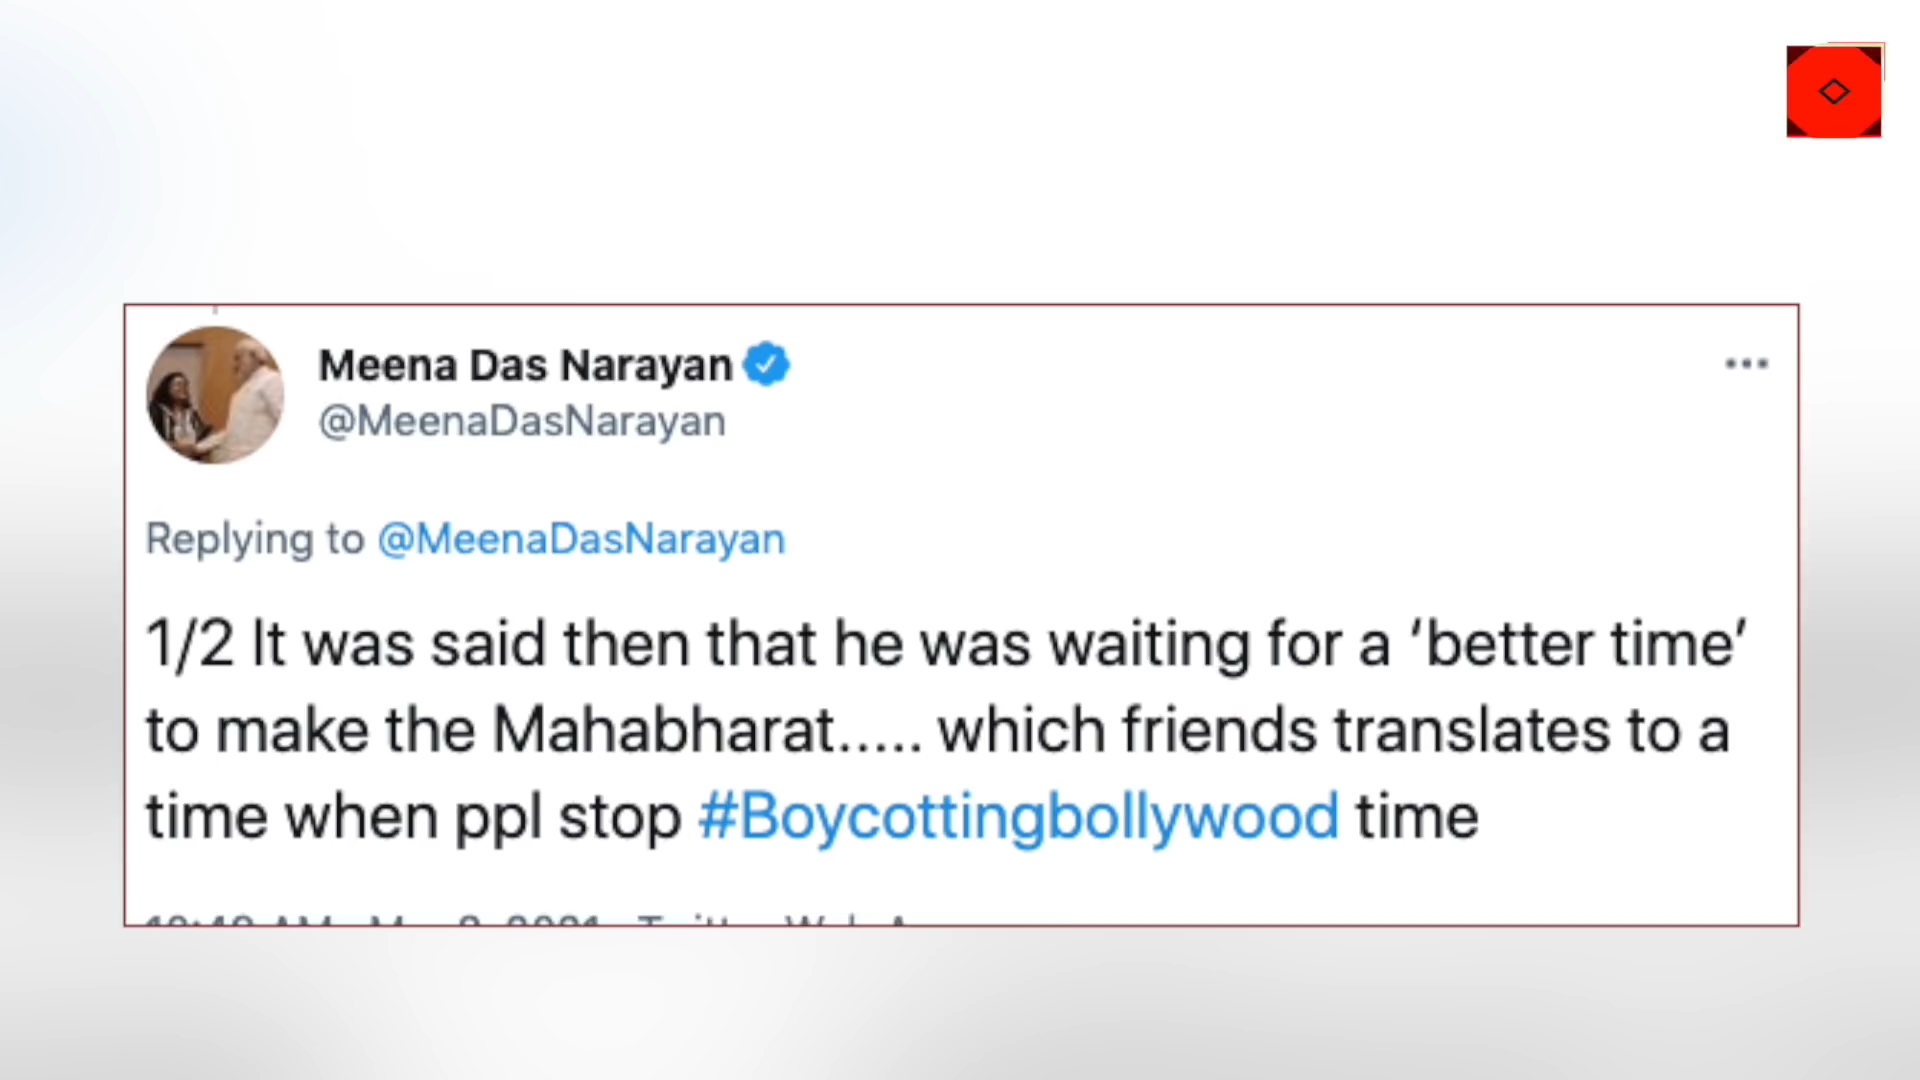 Meena Das Narayan
@MeenaDasNarayan
Replying to @MeenaDasNarayan
1/2 It was said then that he was waiting for a ‘better time’
to make the Mahabharat..... which friends translates to a
time when ppl stop #Boycottingbollywood time